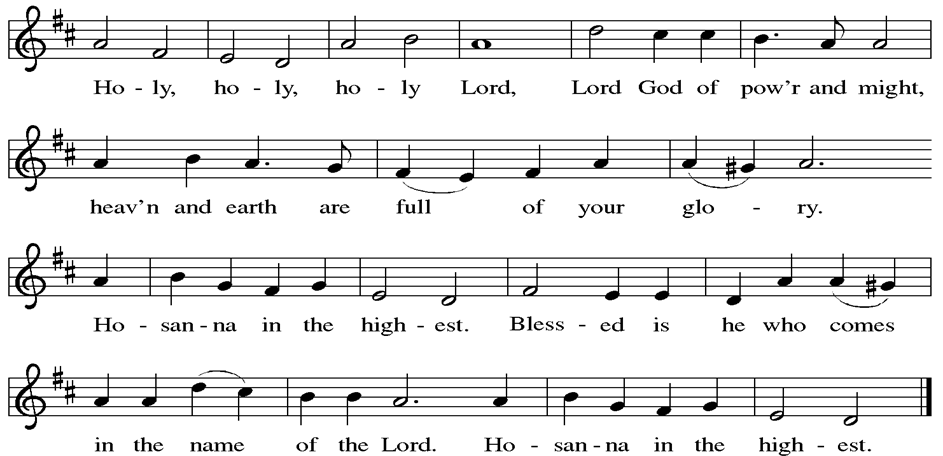 Ho - ly, ho - ly, ho - ly Lord, Lord God of pow'r and might,
heav'n and earth are full of your glo - ry.
Ho - san - na in the high - est. Bless - ed is he who comes
in the name of the Lord. Ho - san - na in the high - est.